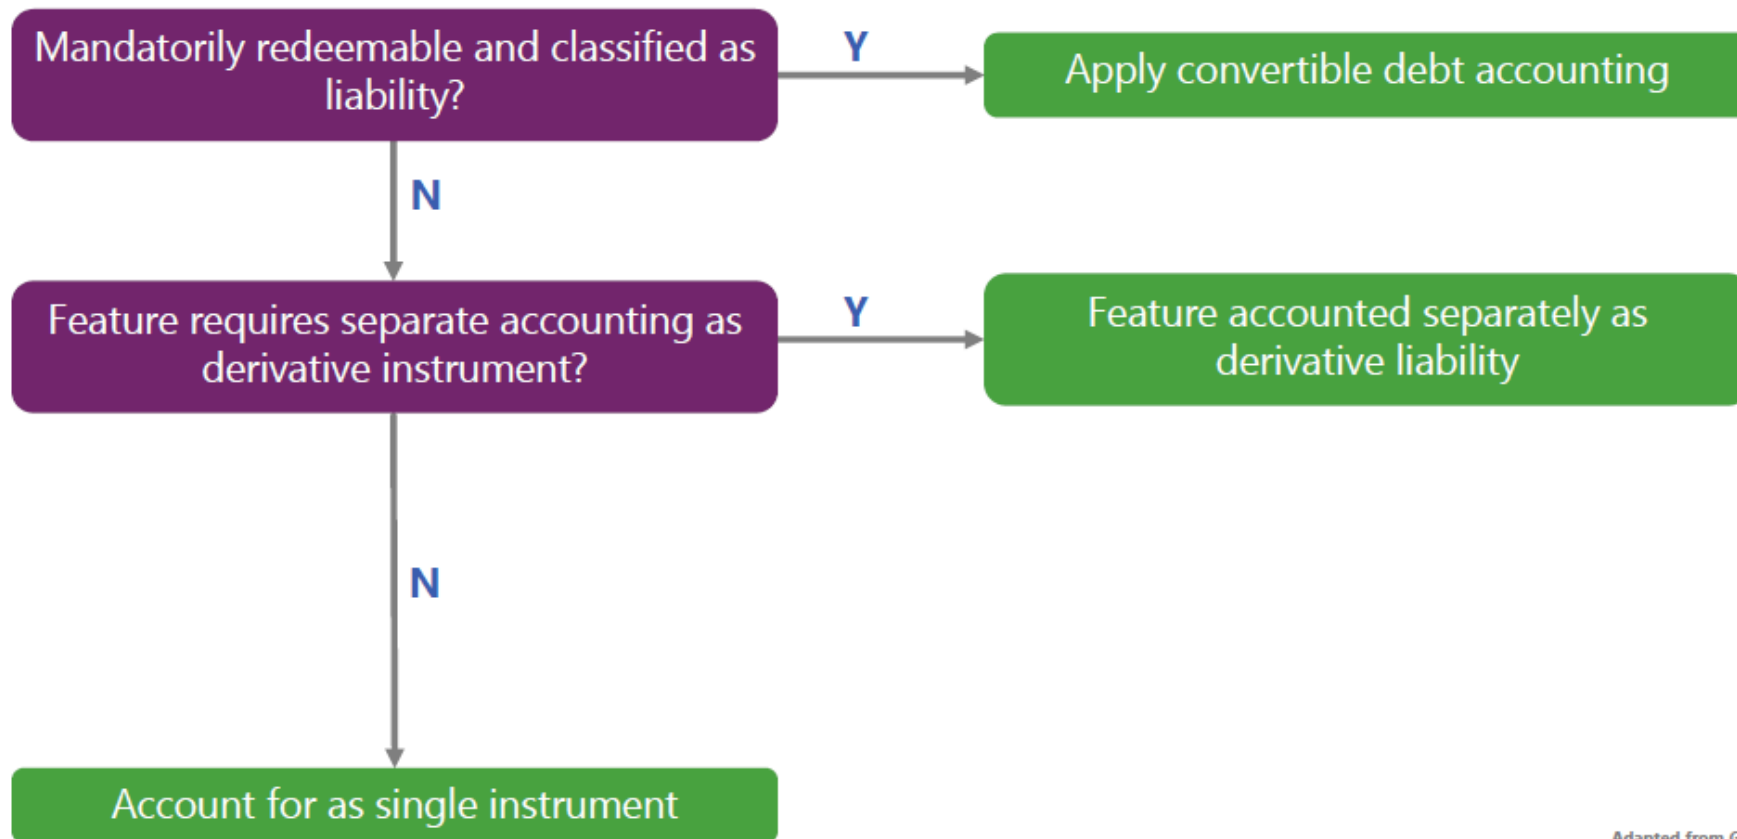 Mandatorily redeemable and classified as
liability?
Y
Apply convertible debt accounting
N
Feature requires separate accounting as
derivative instrument?
Y
Feature accounted separately as
derivative liability
N
Account for as single instrument
Adapted from